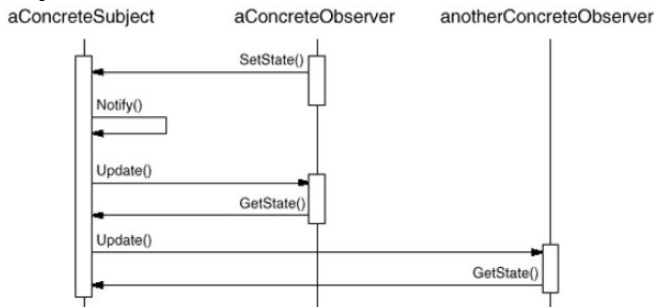 aConcreteSubject aConcreteObserver anotherConcreteObserver
SetState()
Notify()
Update()
GetState()
Update()
GetState()